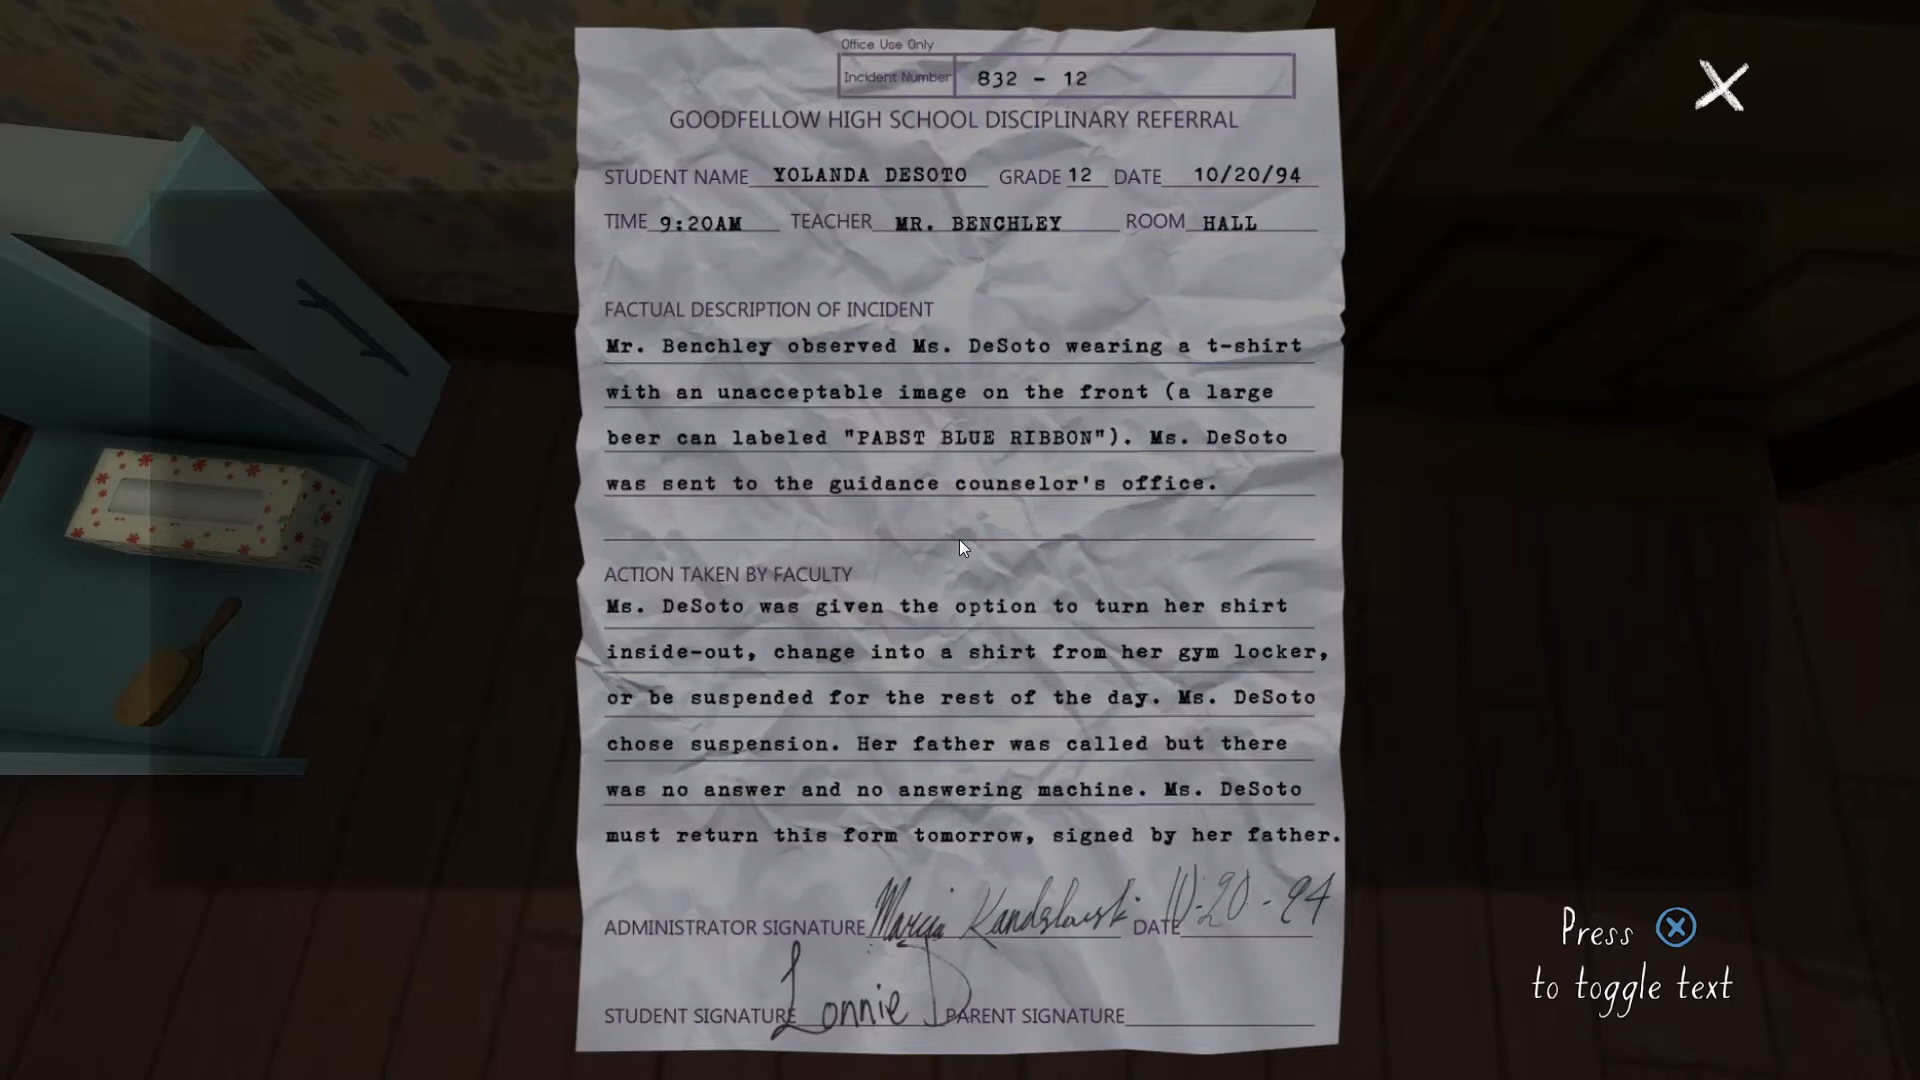 Office Use Only
Incident Number 832 - 12
GOODFELLOW HIGH SCHOOL DISCIPLINARY REFERRAL
STUDENT NAME YOLANDA DESOTO GRADE 12 DATE 10/20/94
TIME 9:20AM TEACHER MR. BENCHLEY ROOM HALL
FACTUAL DESCRIPTION OF INCIDENT
Mr. Benchley observed Ms. DeSoto wearing a t-shirt
with an unacceptable image on the front (a large
beer can labeled "PABST BLUE RIBBON"). Ms. DeSoto
was sent to the guidance counselor's office.
ACTION TAKEN BY FACULTY
Ms. DeSoto was given the option to turn her shirt
inside-out, change into a shirt from her gym locker,
or be suspended for the rest of the day. Ms. DeSoto
chose suspension. Her father was called but there
was no answer and no answering machine. Ms. DeSoto
must return this form tomorrow, signed by her father.
ADMINISTRATOR SIGNATURE DATE 10-20-94
STUDENT SIGNATURE Lonnie D PARENT SIGNATURE
Press
to toggle text